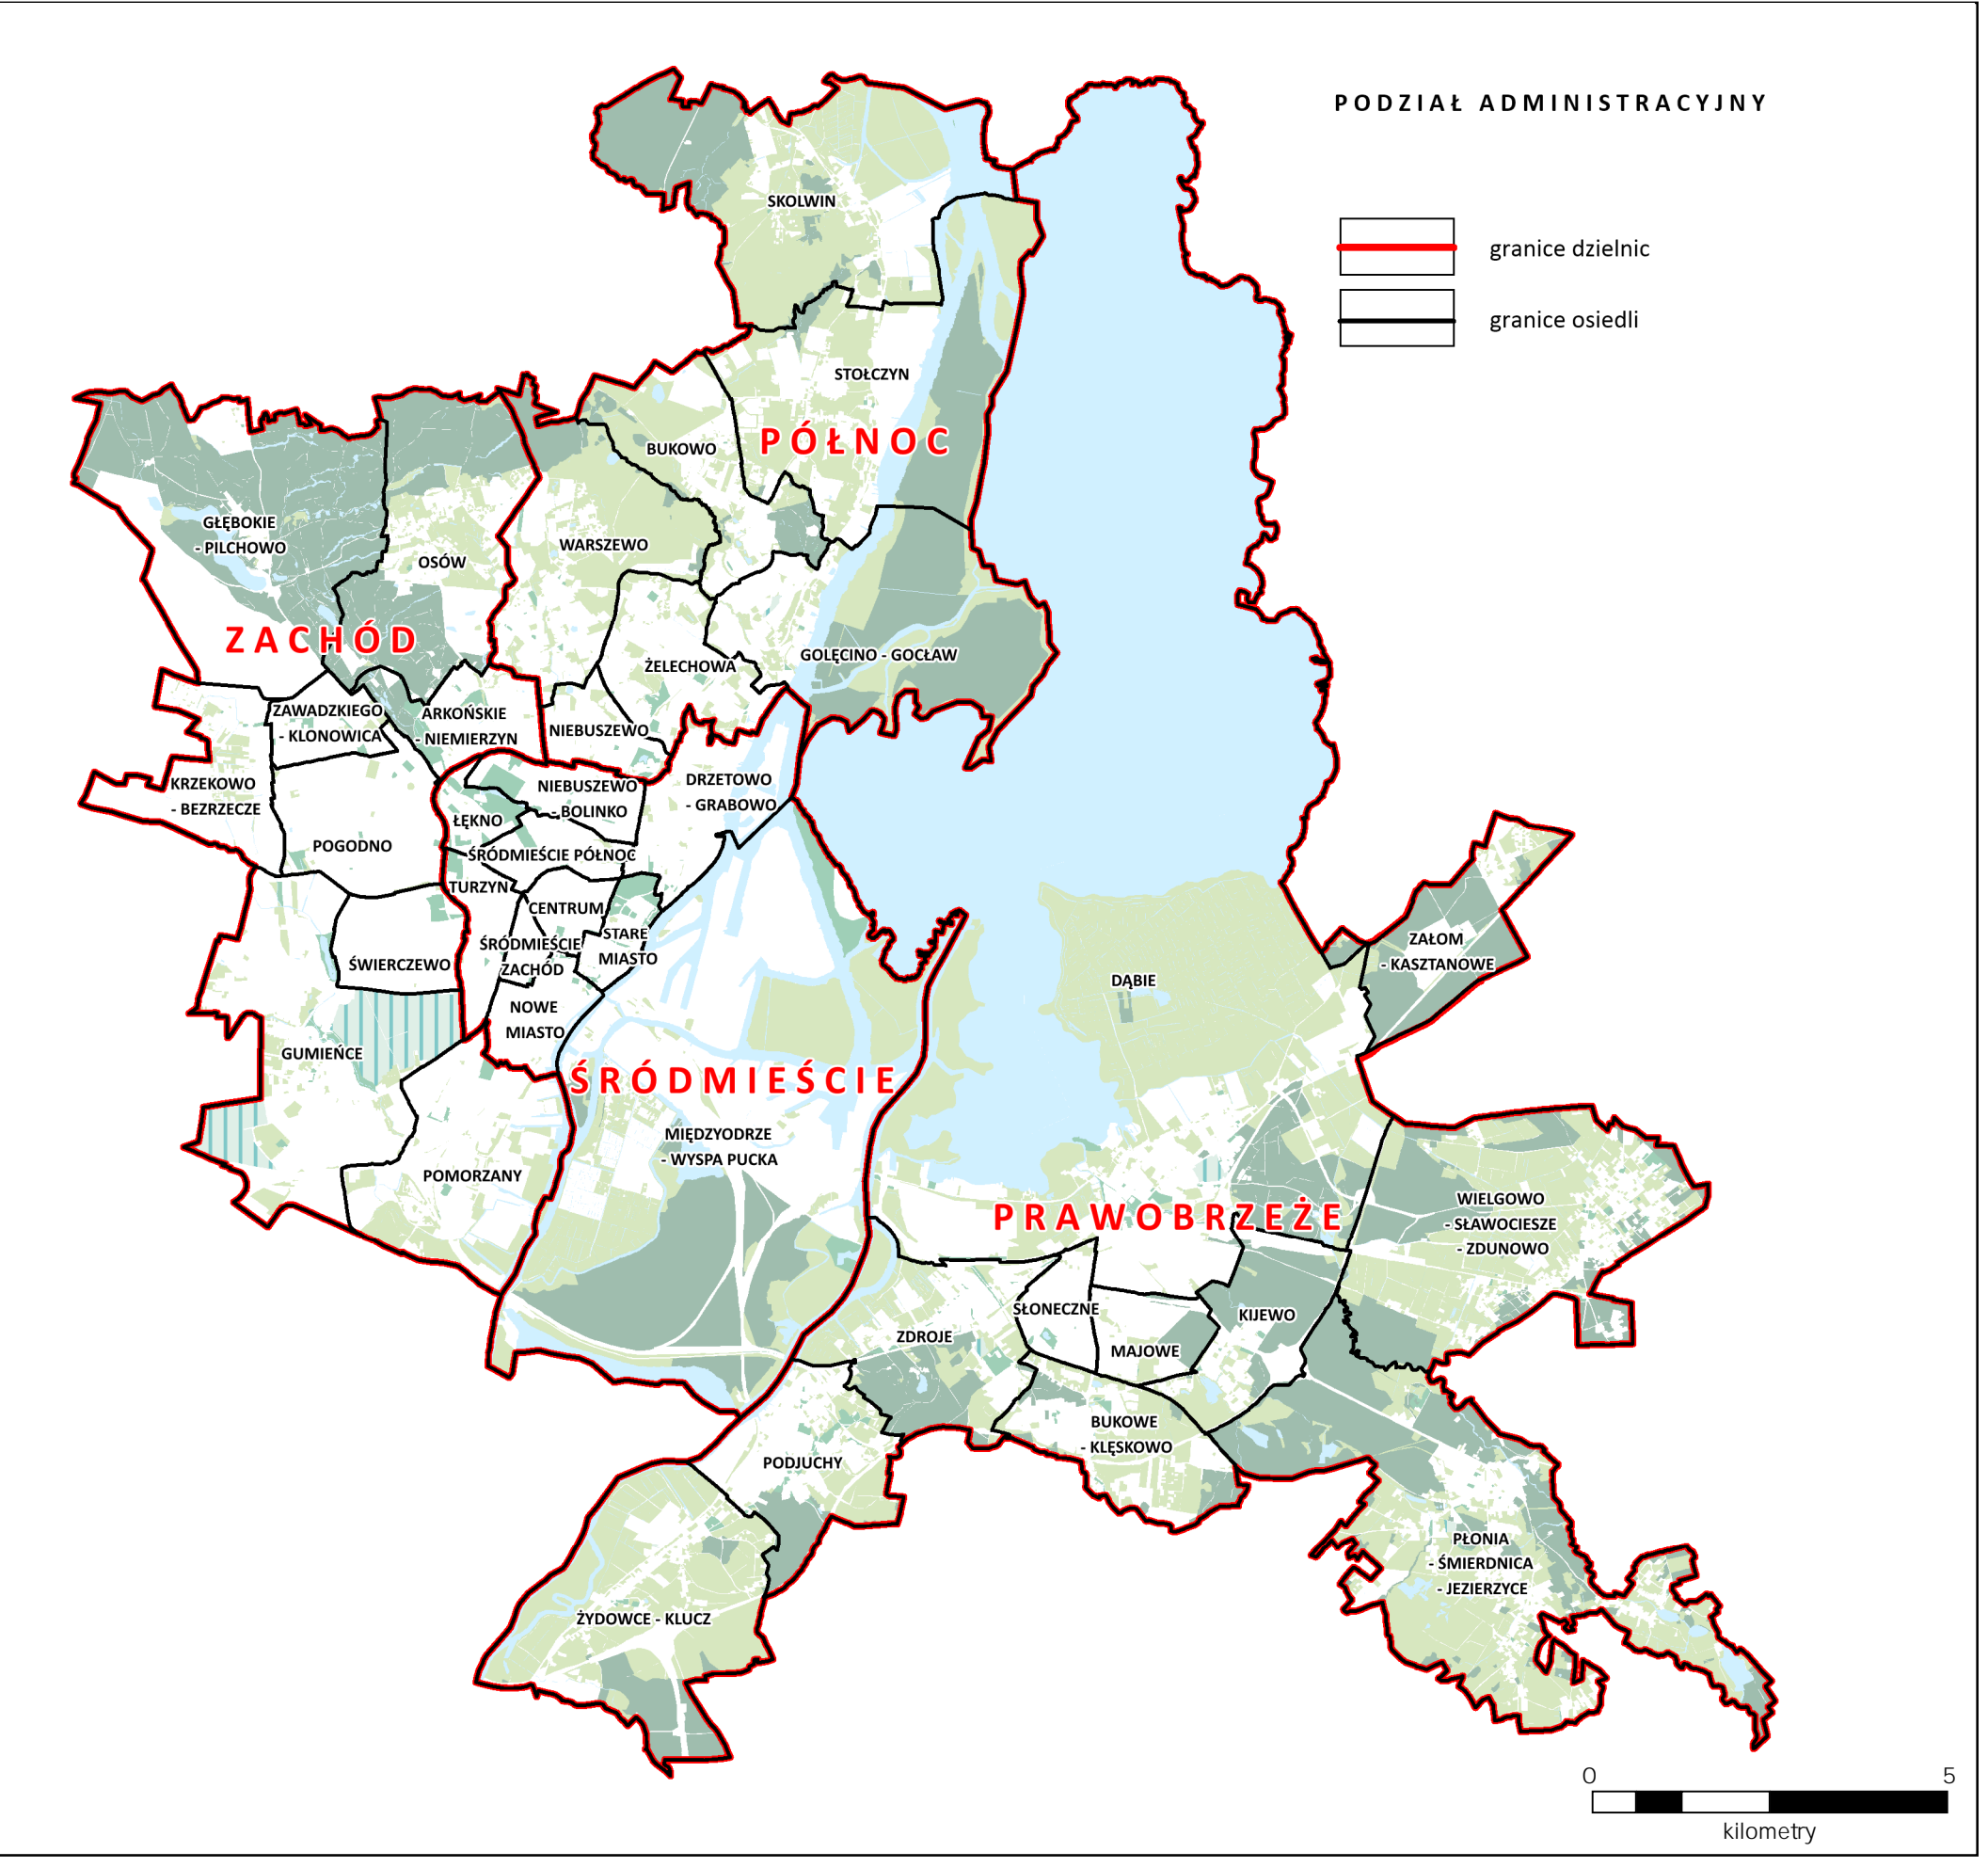 PODZIAŁ ADMINISTRACYJNY
granice dzielnic
granice osiedli
SKOLWIN
STOŁCZYN
PÓŁNOC
BUKOWO
GŁĘBOKIE
- PILCHOWO
OSÓW
WARSZEWO
ZACHÓD
GOLĘCINO - GOCŁAW
ŻELECHOWA
ZAWADZKIEGO
- KLONOWICA
ARKOŃSKIE
- NIEMIERZYN
NIEBUSZEWO
KRZEKOWO
- BEZRZECZE
NIEBUSZEWO
- BOLINKO
DRZETOWO
- GRABOWO
ŁĘKNO
POGODNO
ŚRÓDMIEŚCIE PÓŁNOC
TURZYN
CENTRUM
STARE
MIASTO
ŚRÓDMIEŚCIE
ZACHÓD
ŚWIERCZEWO
NOWE
MIASTO
GUMIEŃCE
ZAŁOM
- KASZTANOWE
DĄBIE
ŚRÓDMIEŚCIE
MIĘDZYODRZE
- WYSPA PUCKA
POMORZANY
WIELGOWO
- SŁAWOCIESZE
- ZDUNOWO
PRAWOBRZEŻE
SŁONECZNE
KIJEWO
ZDROJE
MAJOWE
BUKOWE
- KLĘSKOWO
PODJUCHY
PŁONIA
- ŚMIERDNICA
- JEZIERZYCE
ŻYDOWCE - KLUCZ
0 5
kilometry